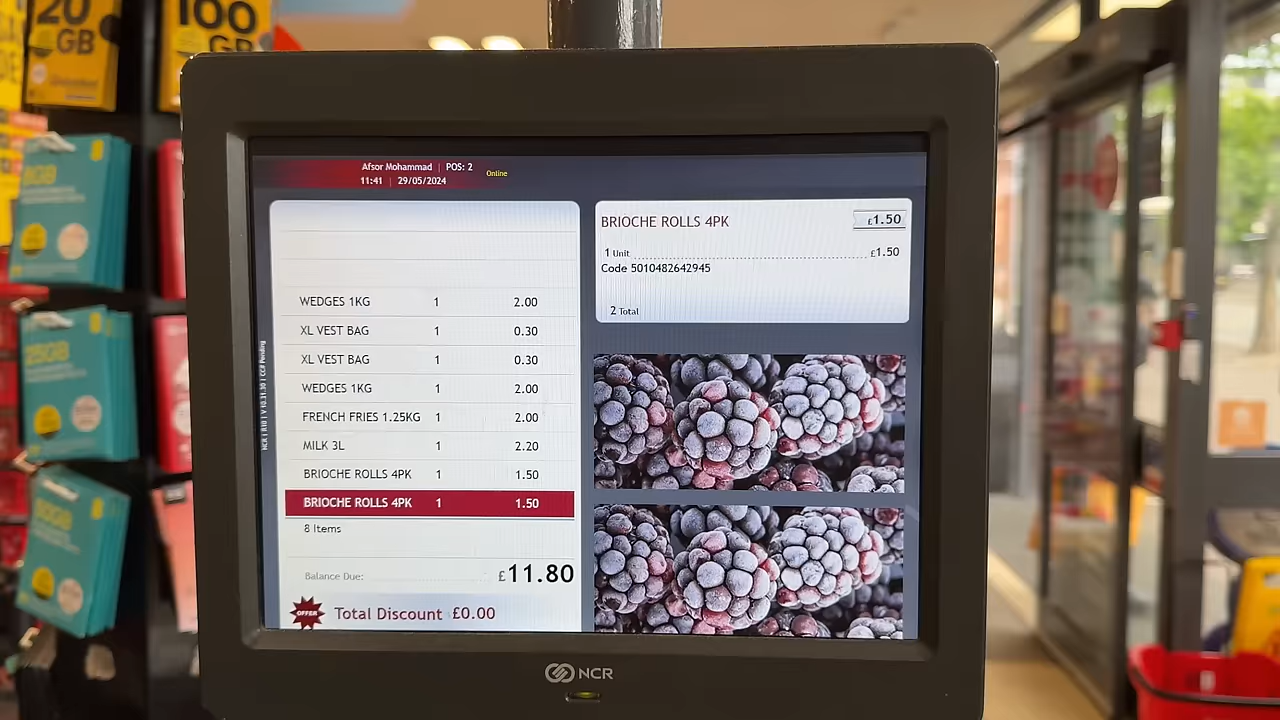 20
GB
100
GB
Afsor Mohammad | POS: 2
11:41 | 29/05/2024
Online
WEDGES 1KG 1 2.00
XL VEST BAG 1 0.30
XL VEST BAG 1 0.30
WEDGES 1KG 1 2.00
FRENCH FRIES 1.25KG 1 2.00
MILK 3L 1 2.20
BRIOCHE ROLLS 4PK 1 1.50
BRIOCHE ROLLS 4PK 1 1.50
8 Items
Balance Due: £11.80
OFFER Total Discount £0.00
BRIOCHE ROLLS 4PK £1.50
1 Unit £1.50
Code 5010482642945
2 Total
NCR
25GB